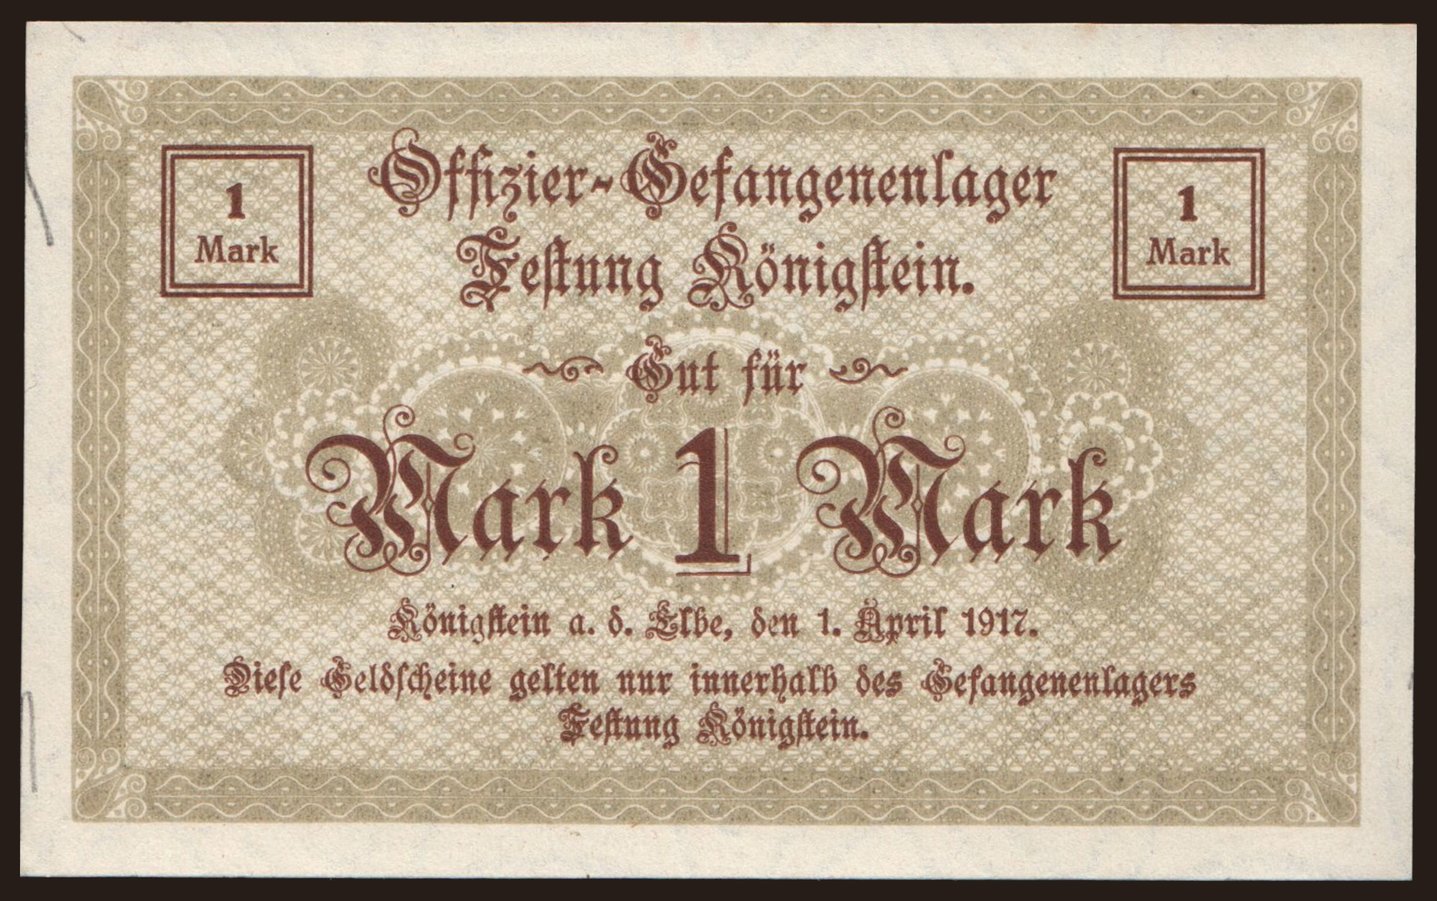 1
Mark
Offizier-Gefangenenlager
Festung Königstein.
1
Mark
Gut für
Mark 1 Mark
Königstein a. d. Elbe, den 1. April 1917.
Diese Geldscheine gelten nur innerhalb des Gefangenenlagers
Festung Königstein.